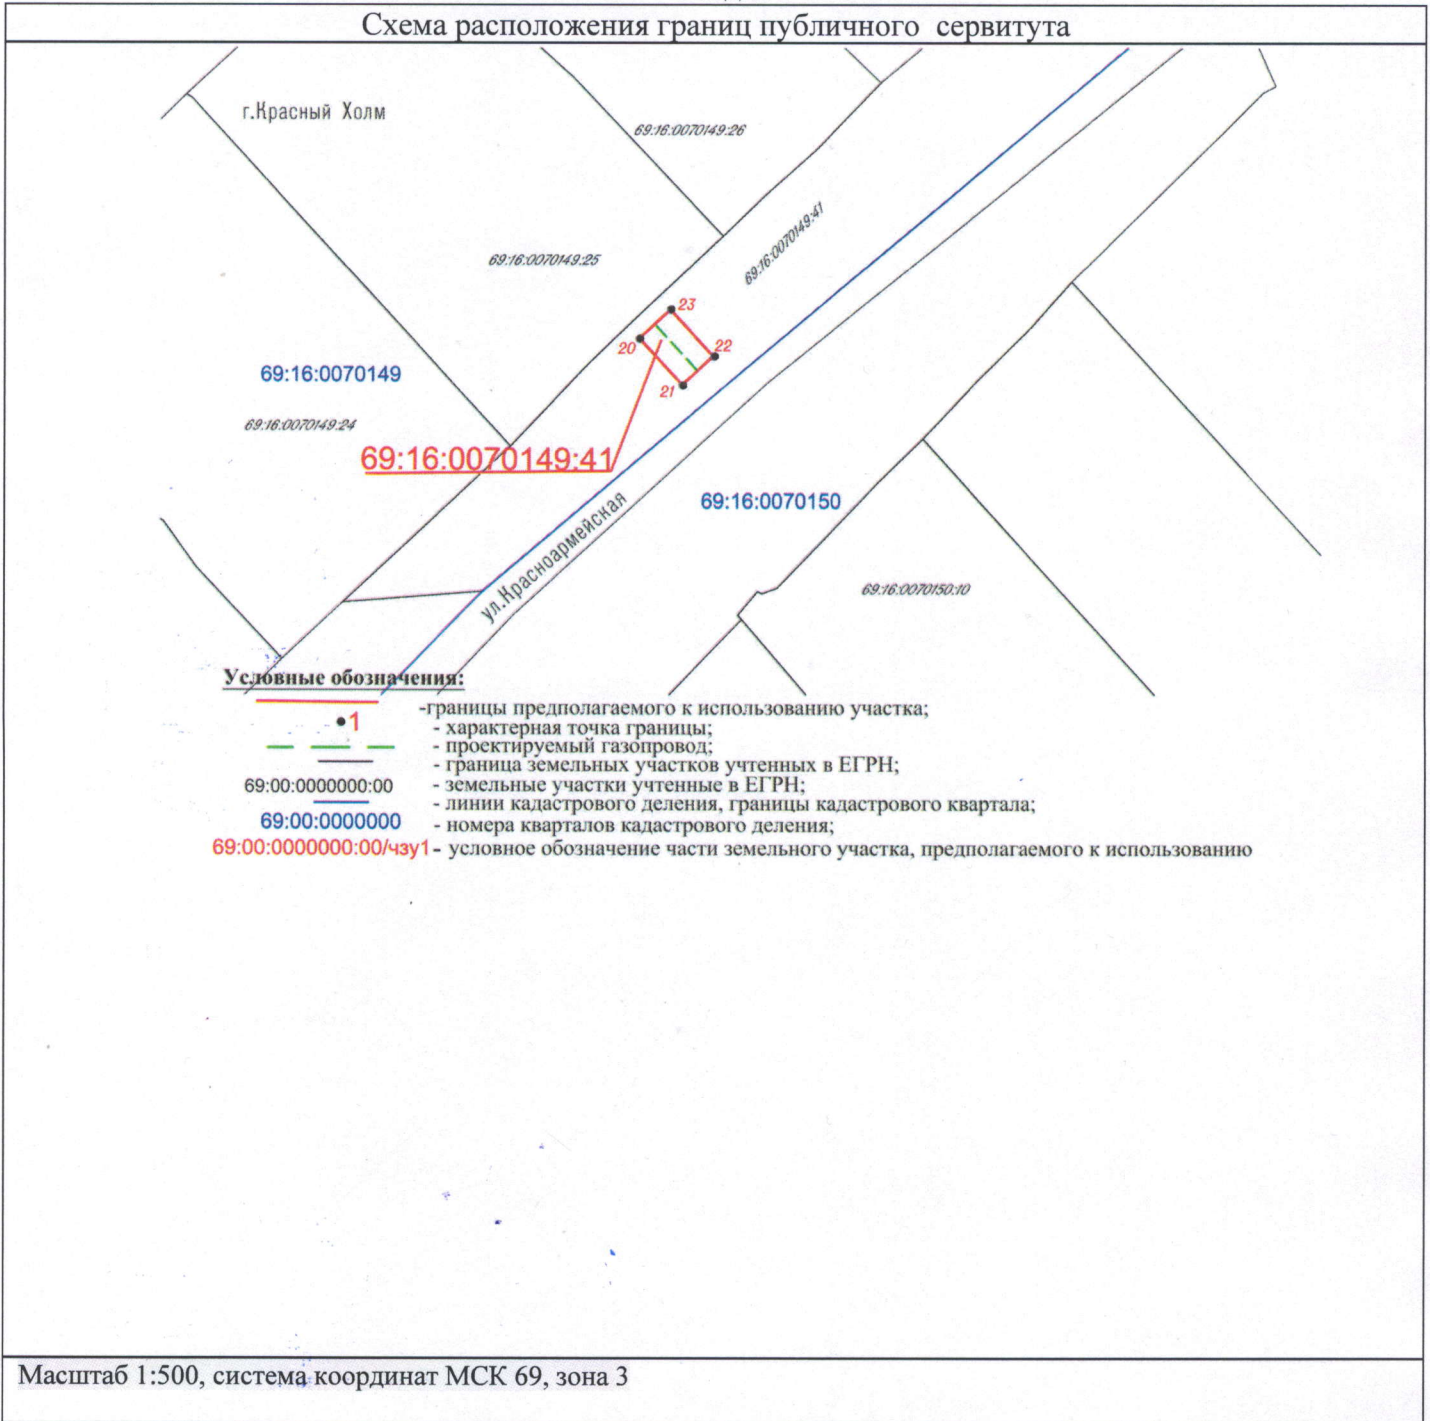 Схема расположения границ публичного сервитута
г.Красный Холм
69:16:0070149:26
69:16:0070149:41
69:16:0070149:25
23
20
22
21
69:16:0070149
69:16:0070149:24
69:16:0070149:41
69:16:0070150
ул.Красноармейская
69:16:0070150:10
Условные обозначения:
-границы предполагаемого к использованию участка;
1 - характерная точка границы;
- проектируемый газопровод;
- граница земельных участков учтенных в ЕГРН;
69:00:0000000:00 - земельные участки учтенные в ЕГРН;
- линии кадастрового деления, границы кадастрового квартала;
69:00:0000000 - номера кварталов кадастрового деления;
69:00:0000000:00/чзу1 - условное обозначение части земельного участка, предполагаемого к использованию
Масштаб 1:500, система координат МСК 69, зона 3